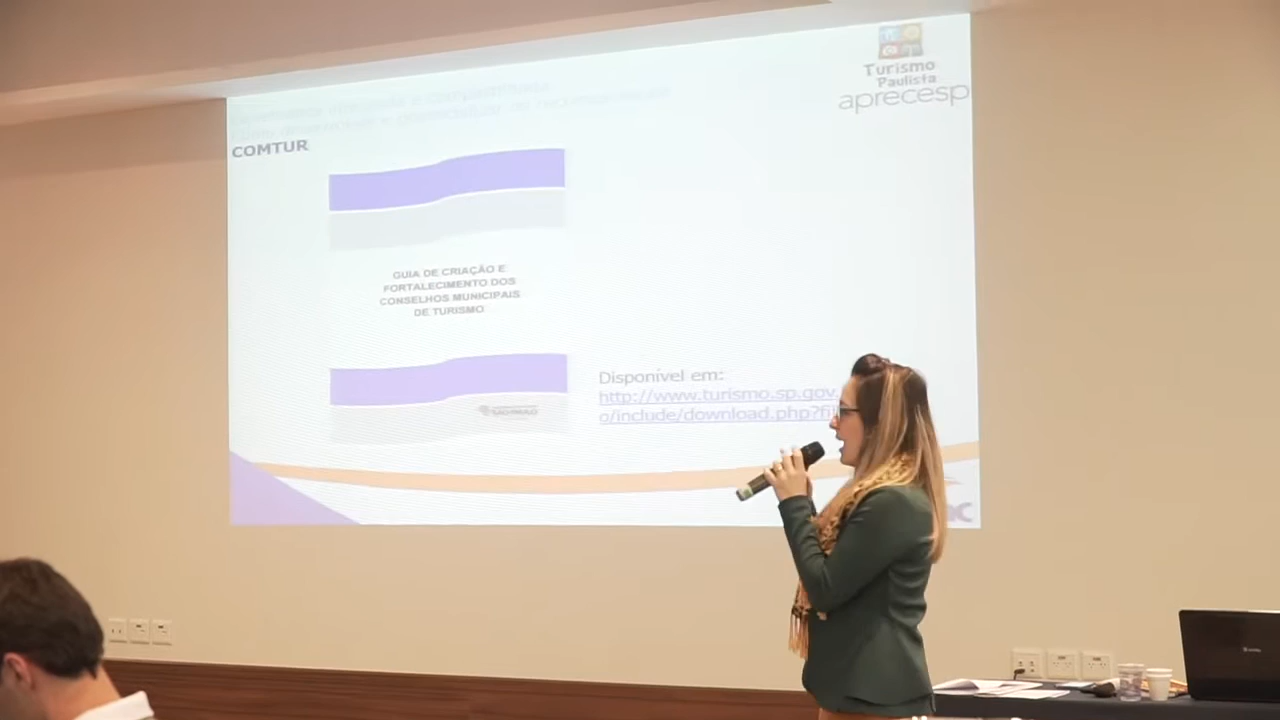 Turismo
Paulista
aprecesp
COMTUR
GUIA DE CRIAÇÃO E
FORTALECIMENTO DOS
CONSELHOS MUNICIPAIS
DE TURISMO
Disponível em:
http://www.turismo.sp.gov.
o/include/download.php?fil